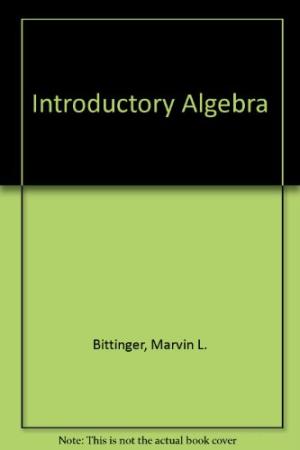 Introductory Algebra
Bittinger, Marvin L.
Note: This is not the actual book cover